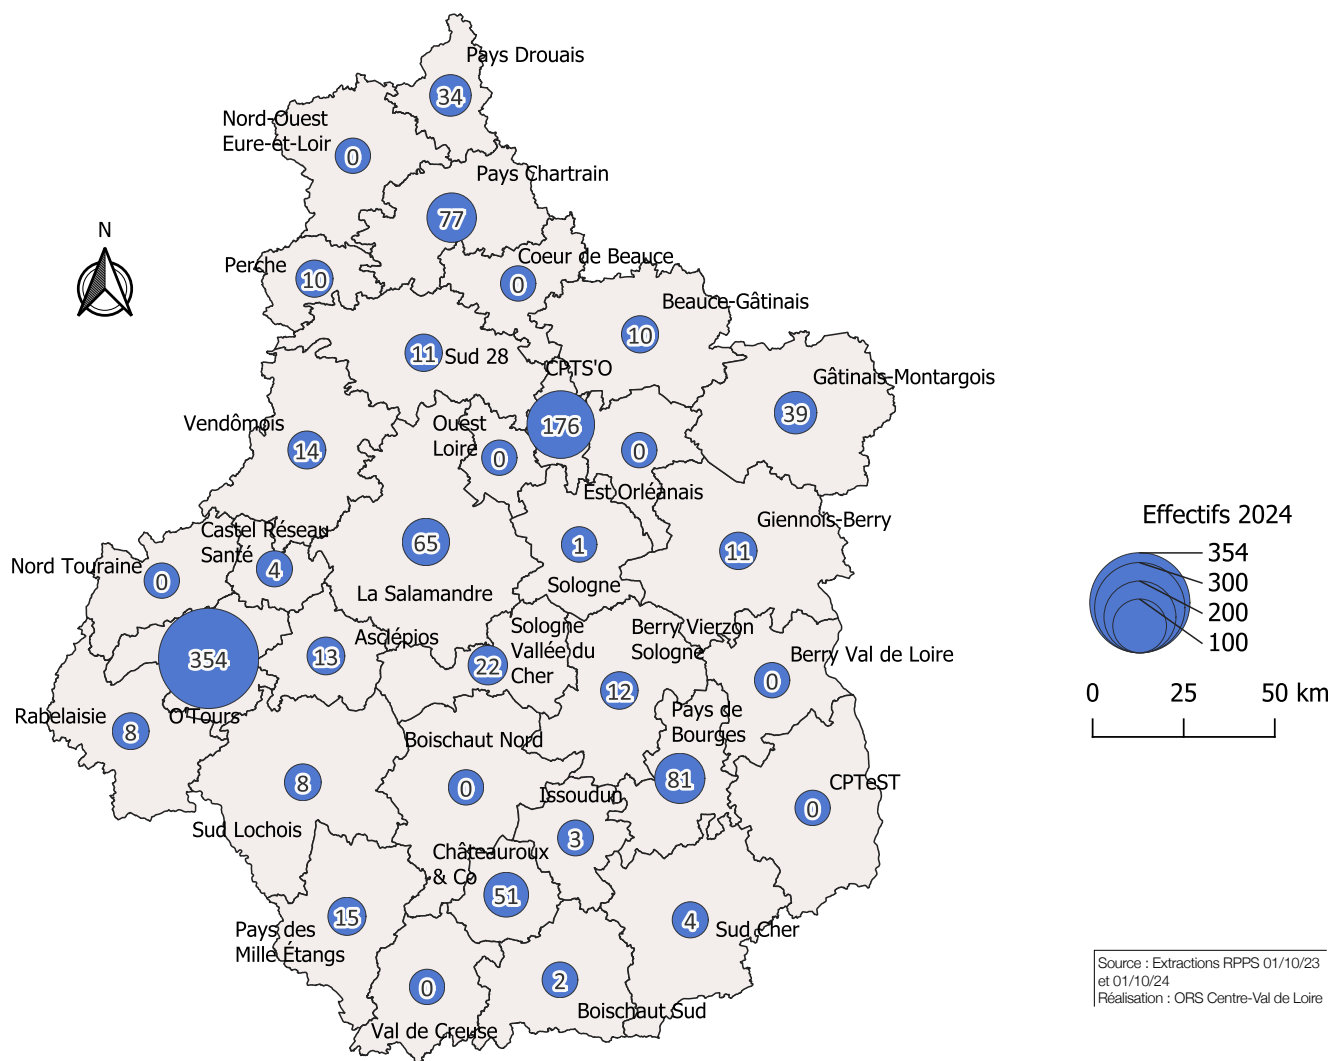 Pays Drouais
34
Nord-Ouest
Eure-et-Loir
0
Pays Chartrain
77
N
Perche
10
Coeur de Beauce
0
Beauce-Gâtinais
10
11
Sud 28
CPTS'O
176
Gâtinais-Montargois
39
Vendômois
14
Ouest
Loire
0
0
Est Orléanais
Giennois-Berry
11
Castel Réseau
Santé
4
65
La Salamandre
1
Sologne
Nord Touraine
0
Effectifs 2024
354
300
200
100
0 25 50 km
354
O'Tours
Asclépios
13
Sologne
Vallée du
Cher
22
Berry Vierzon
Sologne
12
Berry Val de Loire
0
Rabelaisie
8
Pays de
Bourges
81
Boischaut Nord
0
8
Sud Lochois
Issoudun
3
CPTeST
0
Châteauroux
& Co
51
15
Pays des
Mille Étangs
4
Sud Cher
0
Val de Creuse
2
Boischaut Sud
Source : Extractions RPPS 01/10/23
et 01/10/24
Réalisation : ORS Centre-Val de Loire